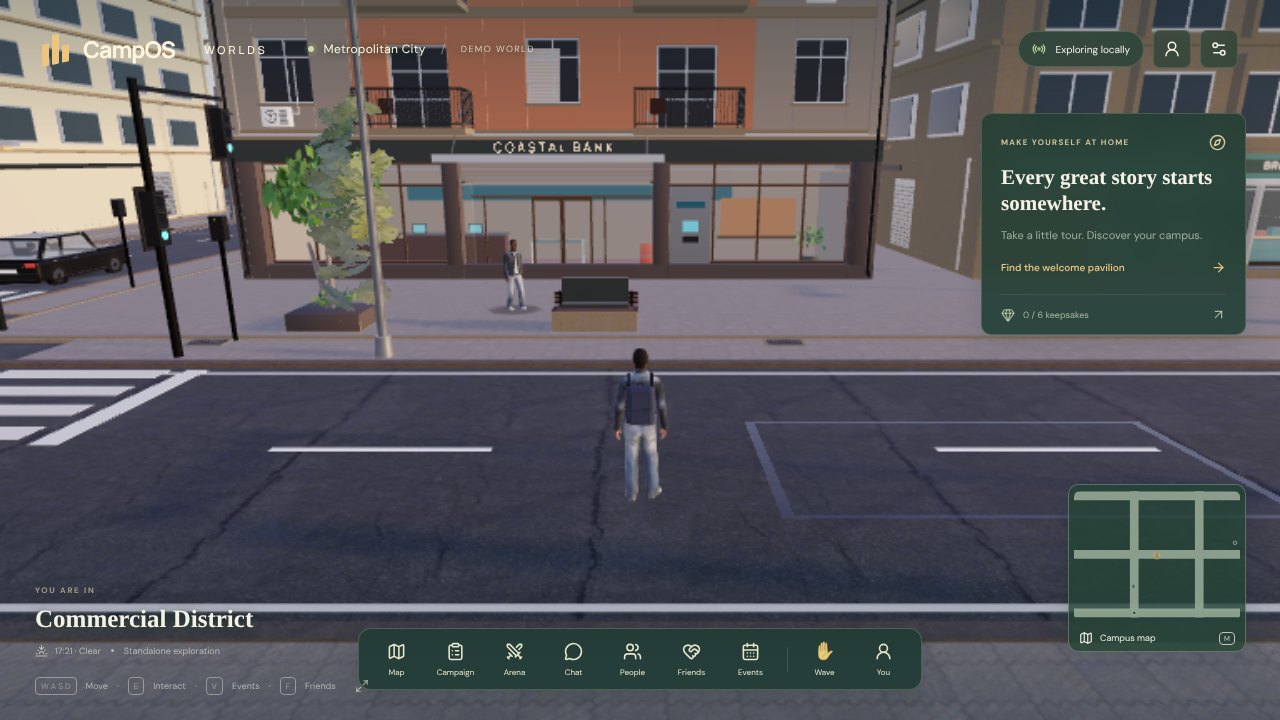 CampOS WORLDS Metropolitan City / DEMO WORLD
Exploring locally
COASTAL BANK
MAKE YOURSELF AT HOME
Every great story starts
somewhere.
Take a little tour. Discover your campus.
Find the welcome pavilion
0 / 6 keepsakes
YOU ARE IN
Commercial District
17:21 · Clear • Standalone exploration
WASD Move · E Interact · V Events · F Friends
Map Campaign Arena Chat People Friends Events Wave You
Campus map M